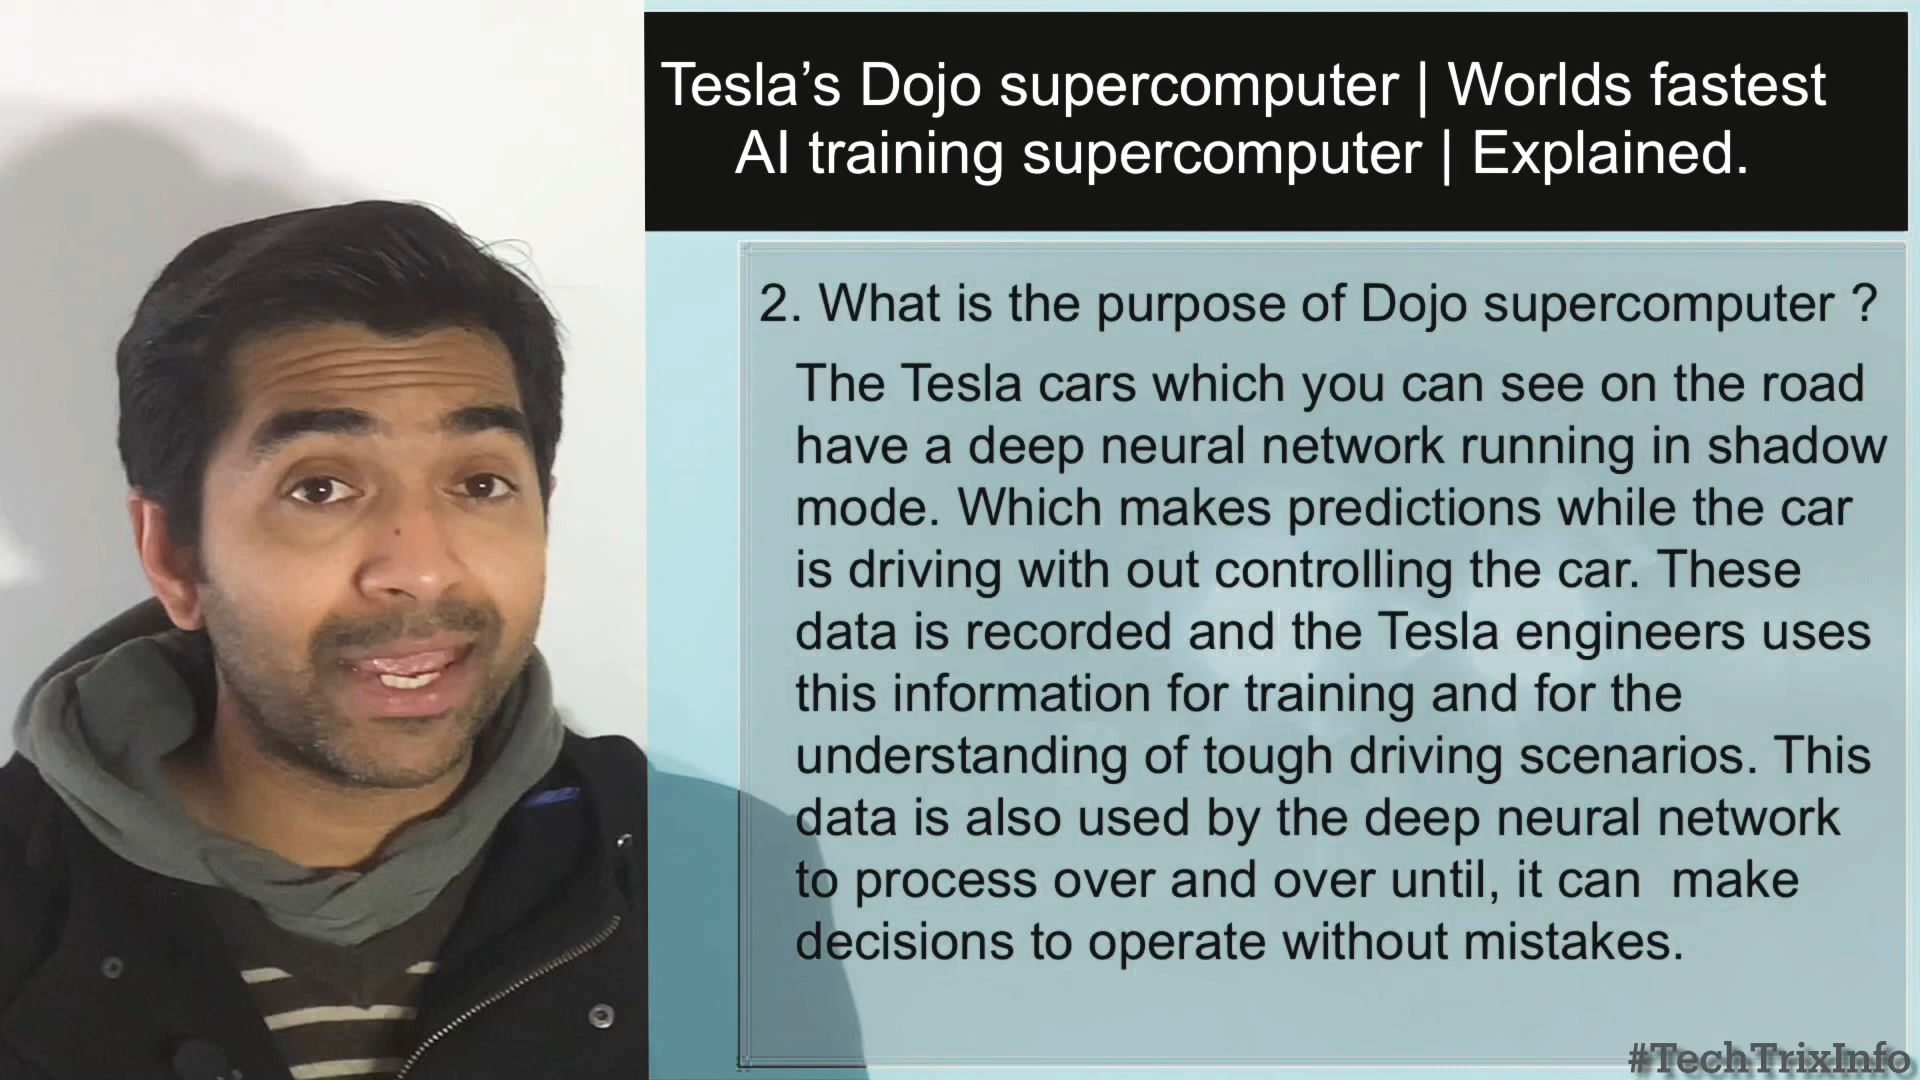 Tesla’s Dojo supercomputer | Worlds fastest
AI training supercomputer | Explained.
2. What is the purpose of Dojo supercomputer ?
The Tesla cars which you can see on the road
have a deep neural network running in shadow
mode. Which makes predictions while the car
is driving with out controlling the car. These
data is recorded and the Tesla engineers uses
this information for training and for the
understanding of tough driving scenarios. This
data is also used by the deep neural network
to process over and over until, it can  make
decisions to operate without mistakes.
#TechTrixInfo